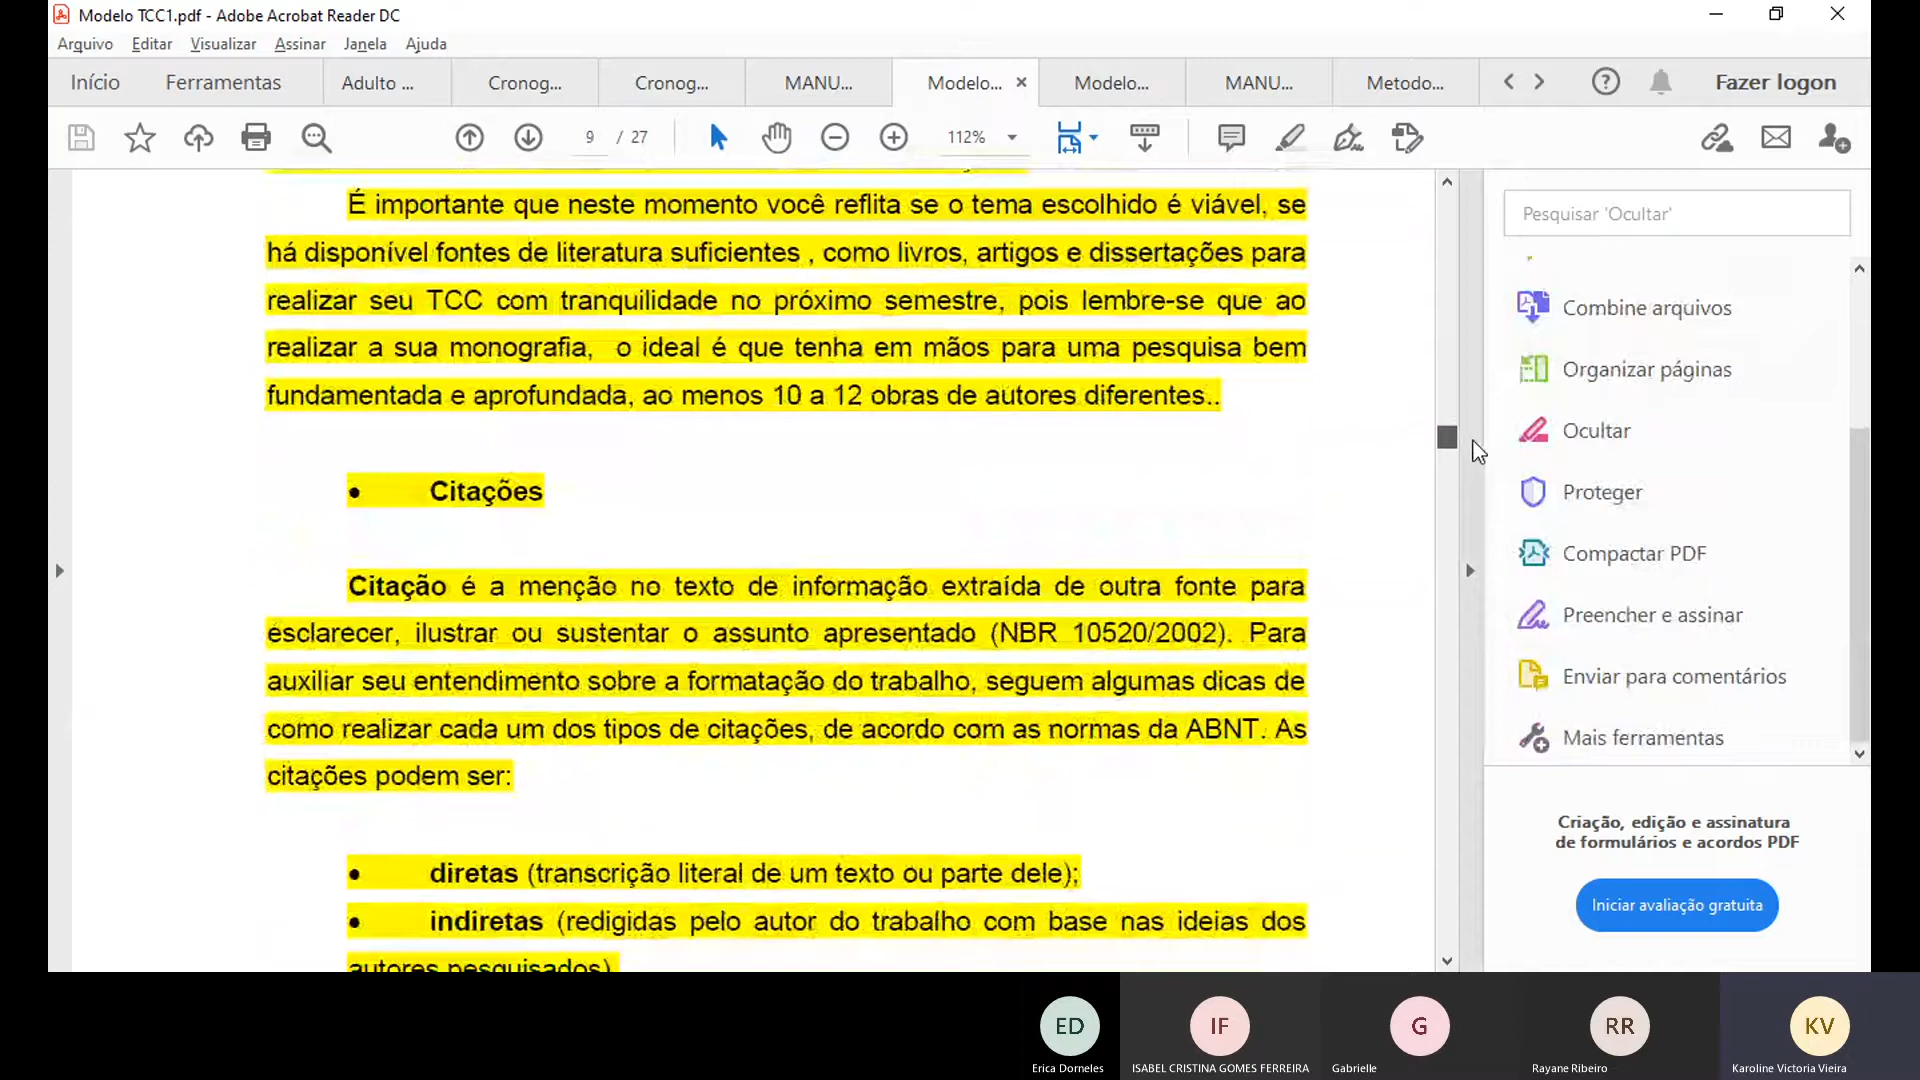 Modelo TCC1.pdf - Adobe Acrobat Reader DC
Arquivo Editar Visualizar Assinar Janela Ajuda
Início Ferramentas Adulto ... Cronog... Cronog... MANU... Modelo... Modelo... MANU... Metodo... Fazer logon
9 / 27 112%
É importante que neste momento você reflita se o tema escolhido é viável, se
há disponível fontes de literatura suficientes , como livros, artigos e dissertações para
realizar seu TCC com tranquilidade no próximo semestre, pois lembre-se que ao
realizar a sua monografia, o ideal é que tenha em mãos para uma pesquisa bem
fundamentada e aprofundada, ao menos 10 a 12 obras de autores diferentes..
• Citações
Citação é a menção no texto de informação extraída de outra fonte para
esclarecer, ilustrar ou sustentar o assunto apresentado (NBR 10520/2002). Para
auxiliar seu entendimento sobre a formatação do trabalho, seguem algumas dicas de
como realizar cada um dos tipos de citações, de acordo com as normas da ABNT. As
citações podem ser:
• diretas (transcrição literal de um texto ou parte dele);
• indiretas (redigidas pelo autor do trabalho com base nas ideias dos
autores pesquisados)
Pesquisar 'Ocultar'
Combine arquivos
Organizar páginas
Ocultar
Proteger
Compactar PDF
Preencher e assinar
Enviar para comentários
Mais ferramentas
Criação, edição e assinatura
de formulários e acordos PDF
Iniciar avaliação gratuita
ED IF G RR KV
Erica Dorneles ISABEL CRISTINA GOMES FERREIRA Gabrielle Rayane Ribeiro Karoline Victoria Vieira